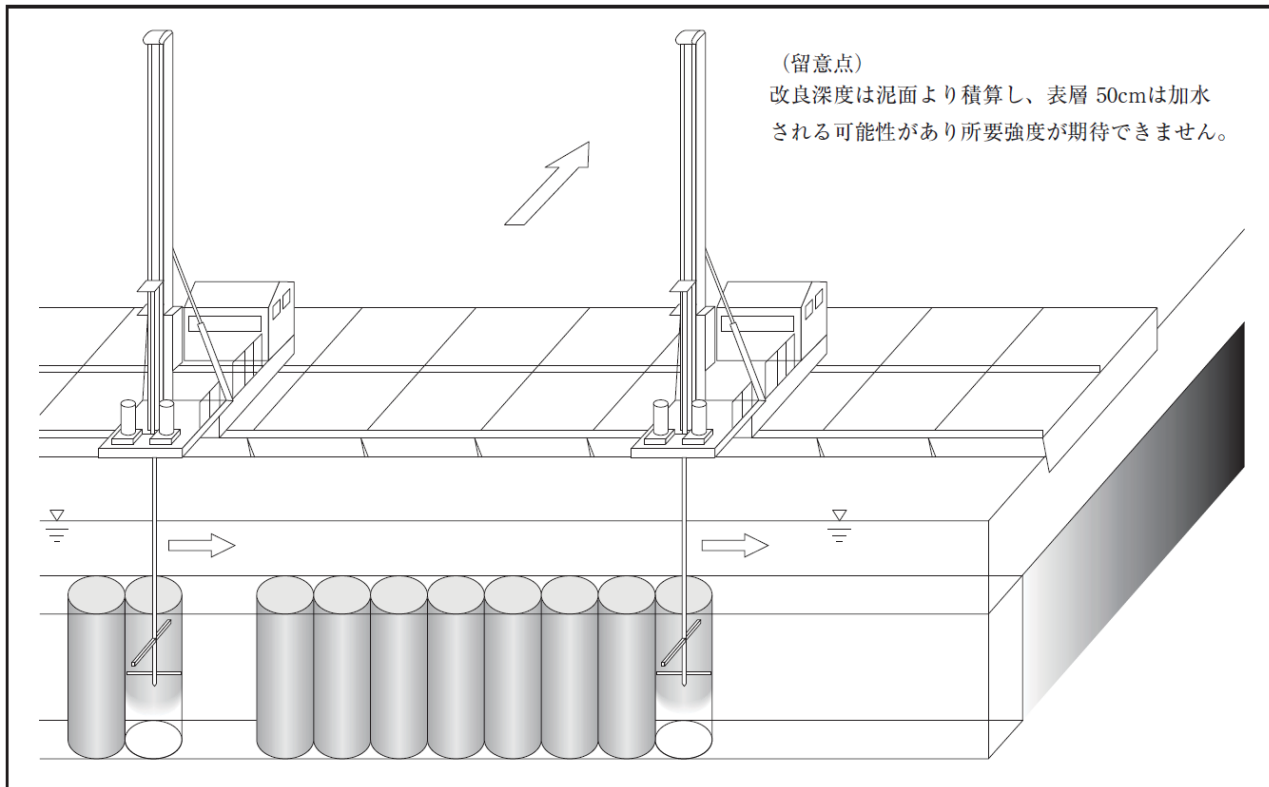 （留意点）
改良深度は泥面より積算し、表層 50cmは加水
される可能性があり所要強度が期待できません。